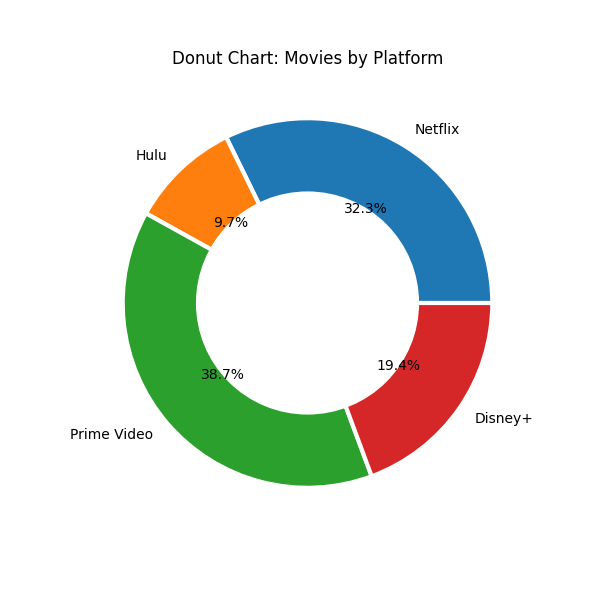 Donut Chart: Movies by Platform
Netflix
Hulu
32.3%
9.7%
19.4%
38.7%
Disney+
Prime Video